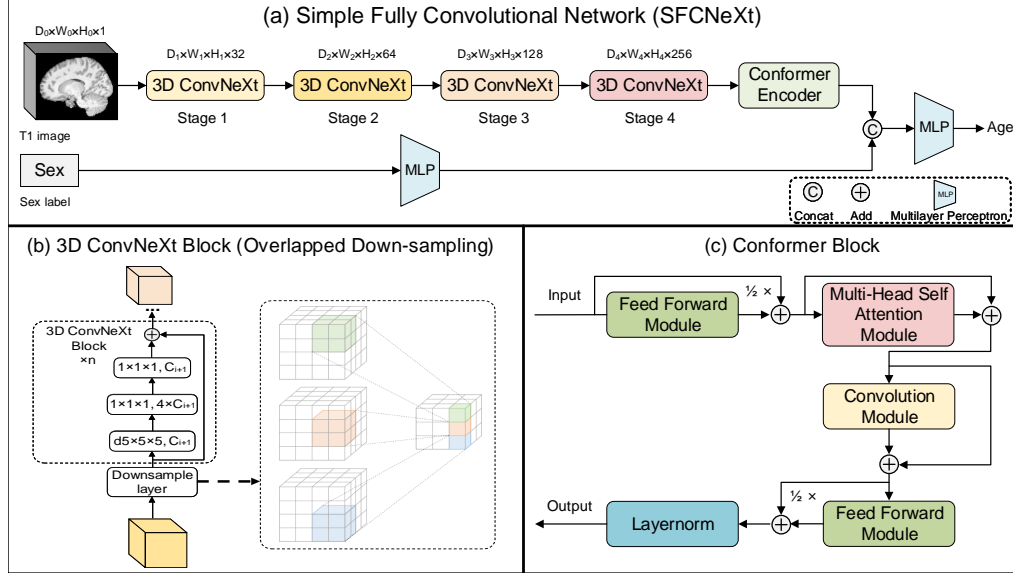 (a) Simple Fully Convolutional Network (SFCNeXt)
D₀×W₀×H₀×1
D₁×W₁×H₁×32
D₂×W₂×H₂×64
D₃×W₃×H₃×128
D₄×W₄×H₄×256
3D ConvNeXt
3D ConvNeXt
3D ConvNeXt
3D ConvNeXt
Conformer
Encoder
Stage 1
Stage 2
Stage 3
Stage 4
T1 image
C
MLP
Age
Sex
MLP
Sex label
C
MLP
Concat
Add
Multilayer Perceptron
(b) 3D ConvNeXt Block (Overlapped Down-sampling)
3D ConvNeXt
Block
×n
1×1×1, Cᵢ₊₁
1×1×1, 4×Cᵢ₊₁
d5×5×5, Cᵢ₊₁
Downsample
layer
(c) Conformer Block
Input
½ ×
Feed Forward
Module
Multi-Head Self
Attention
Module
Convolution
Module
½ ×
Output
Layernorm
Feed Forward
Module